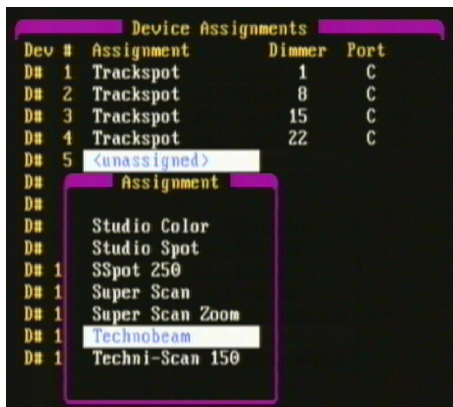 Device Assignments
Dev # Assignment Dimmer Port
D# 1 Trackspot 1 C
D# 2 Trackspot 8 C
D# 3 Trackspot 15 C
D# 4 Trackspot 22 C
D# 5 <unassigned>
D# Assignment
D#
D# Studio Color
D# Studio Spot
D# 1 SSpot 250
D# 1 Super Scan
D# 1 Super Scan Zoom
D# 1 Technobeam
D# 1 Techni-Scan 150